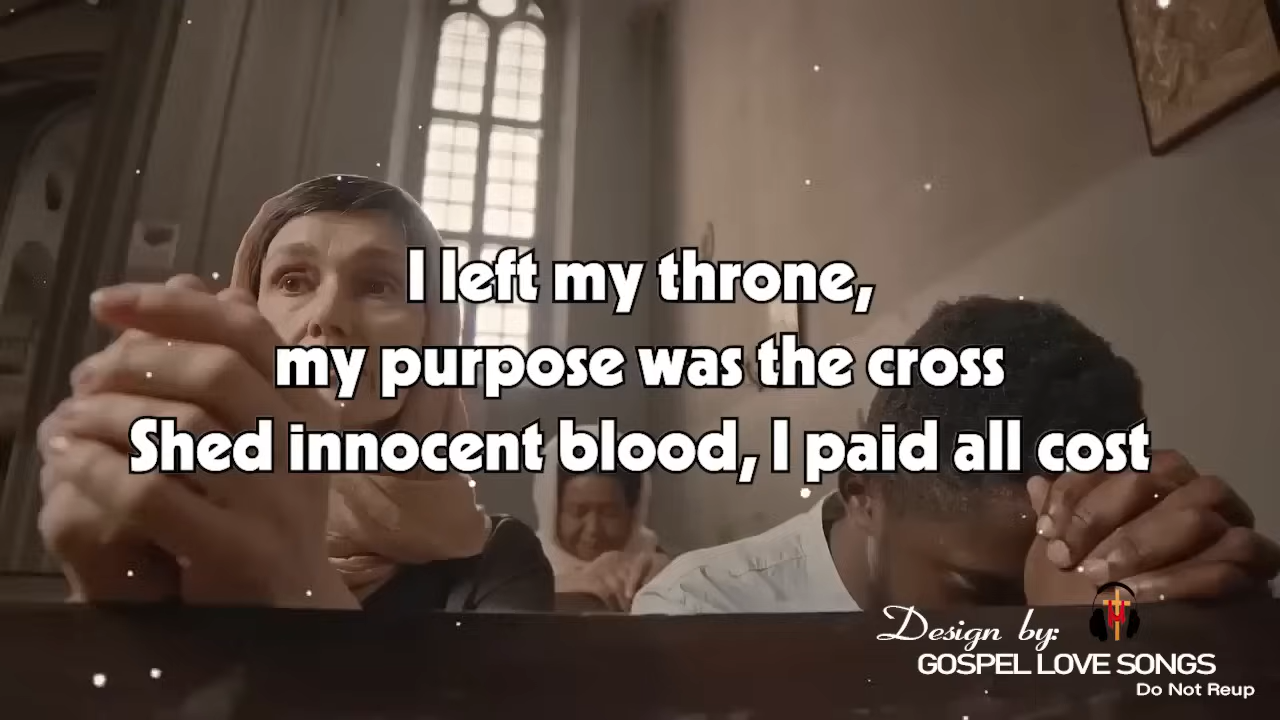 I left my throne,
my purpose was the cross
Shed innocent blood, I paid all cost
Design by:
GOSPEL LOVE SONGS
Do Not Reup